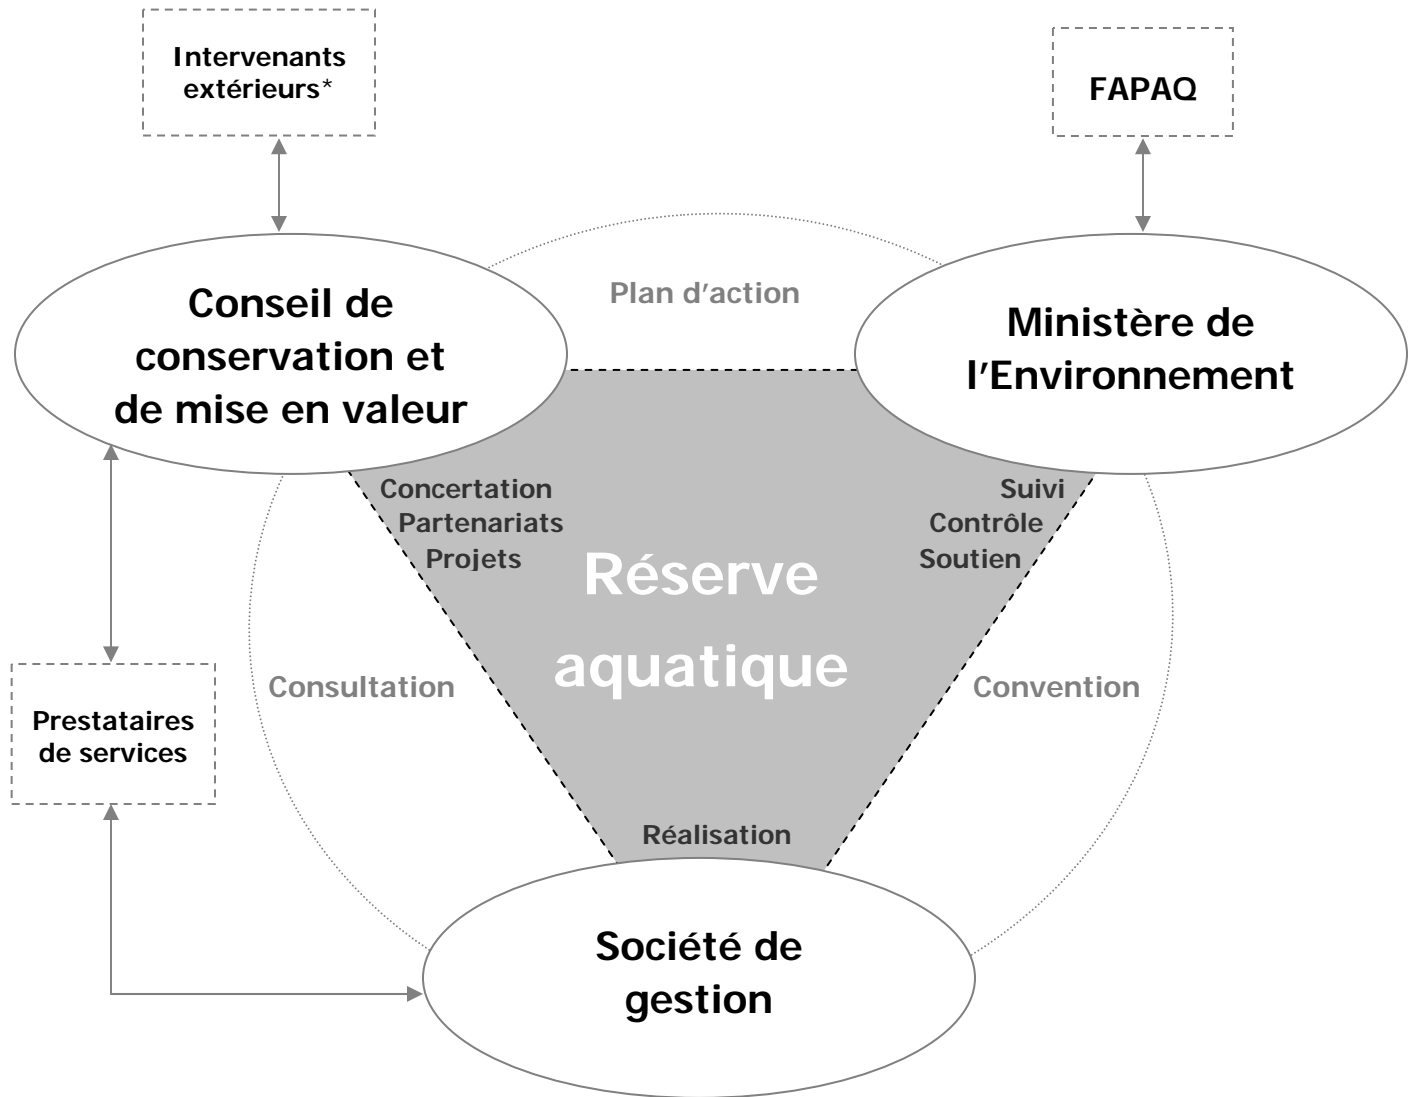 Intervenants
extérieurs*
FAPAQ
Conseil de
conservation et
de mise en valeur
Plan d'action
Ministère de
l'Environnement
Concertation
Partenariats
Projets
Suivi
Contrôle
Soutien
Réserve
aquatique
Consultation
Convention
Prestataires
de services
Réalisation
Société de
gestion